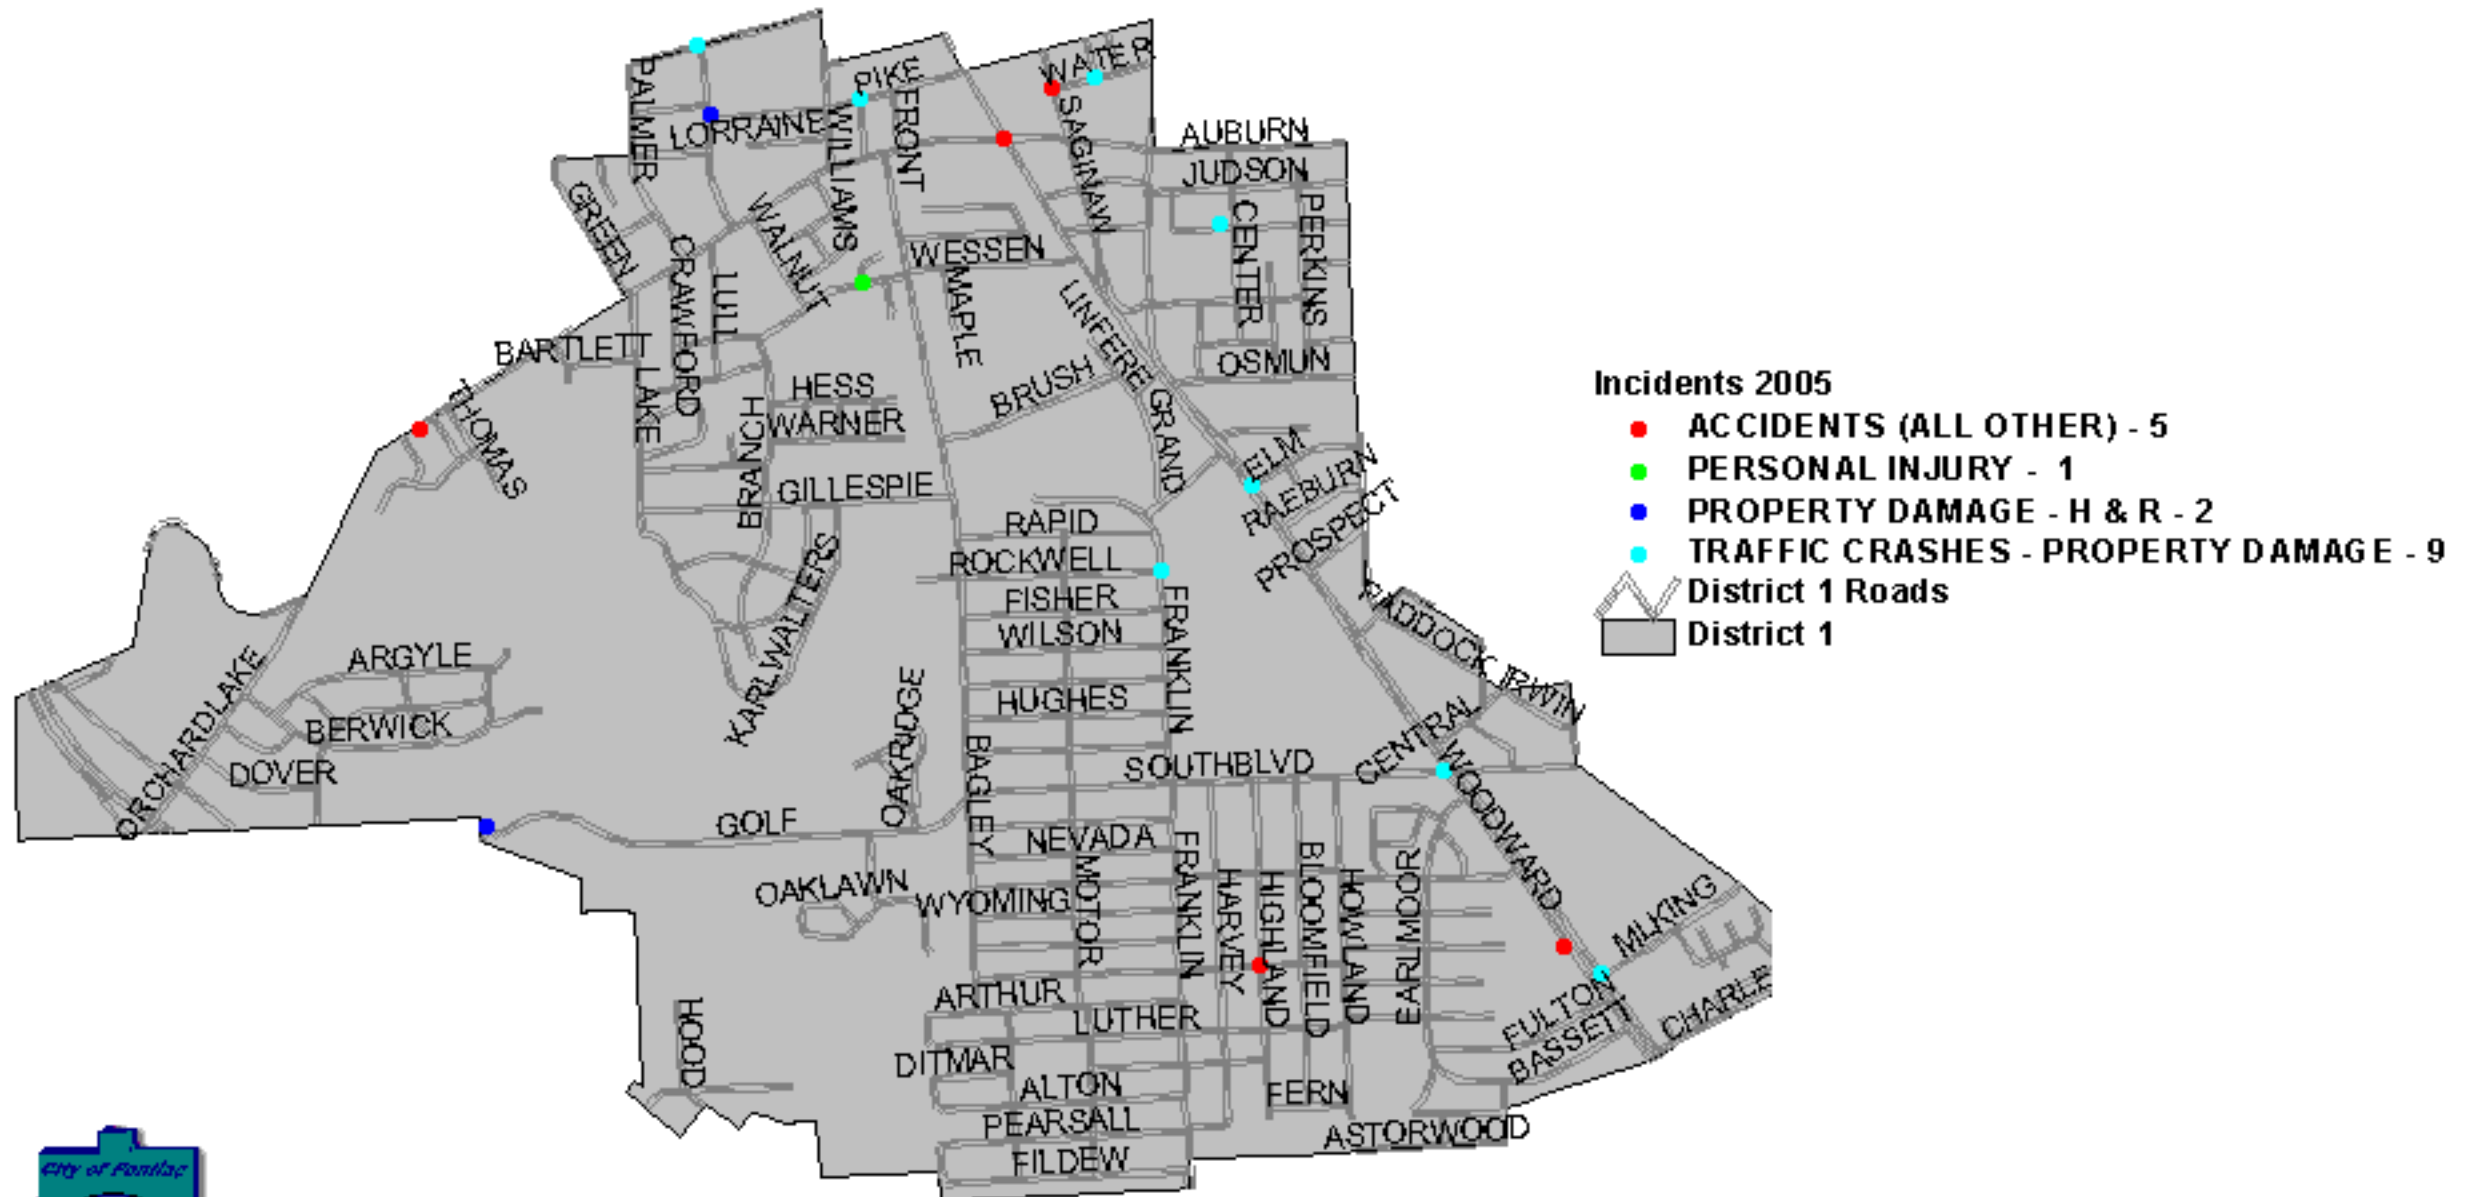 WATER
PIKE
PALMER
LORRAINE
WILLIAMS
FRONT
SAGINAW
AUBURN
JUDSON
GREEN
WALNUT
CENTER
PERKINS
CRAWFORD
LULL
WESSEN
MAPLE
LINFERE
BARTLETT
LAKE
OSMUN
THOMAS
HESS
WARNER
BRUSH
GRAND
BRANCH
ELM
GILLESPIE
RAEBURN
RAPID
PROSPECT
ROCKWELL
KARL WALTERS
FISHER
FRANKLIN
WILSON
PADDOCK
ARGYLE
HUGHES
IRWIN
ORCHARDLAKE
BERWICK
OAKRIDGE
BAGLEY
CENTRAL
DOVER
SOUTHBLVD
WOODWARD
GOLF
NEVADA
OAKLAWN
WYOMING
MOTOR
FRANKLIN
HARVEY
HIGHLAND
BLOOMFIELD
HOWLAND
EARLMOOR
MLKING
ARTHUR
FULTON
CHARLE
HOOD
LUTHER
BASSETT
DITMAR
ALTON
FERN
PEARSALL
ASTORWOOD
FILDEW
Incidents 2005
ACCIDENTS (ALL OTHER) - 5
PERSONAL INJURY - 1
PROPERTY DAMAGE - H & R - 2
TRAFFIC CRASHES - PROPERTY DAMAGE - 9
District 1 Roads
District 1
City of Pontiac